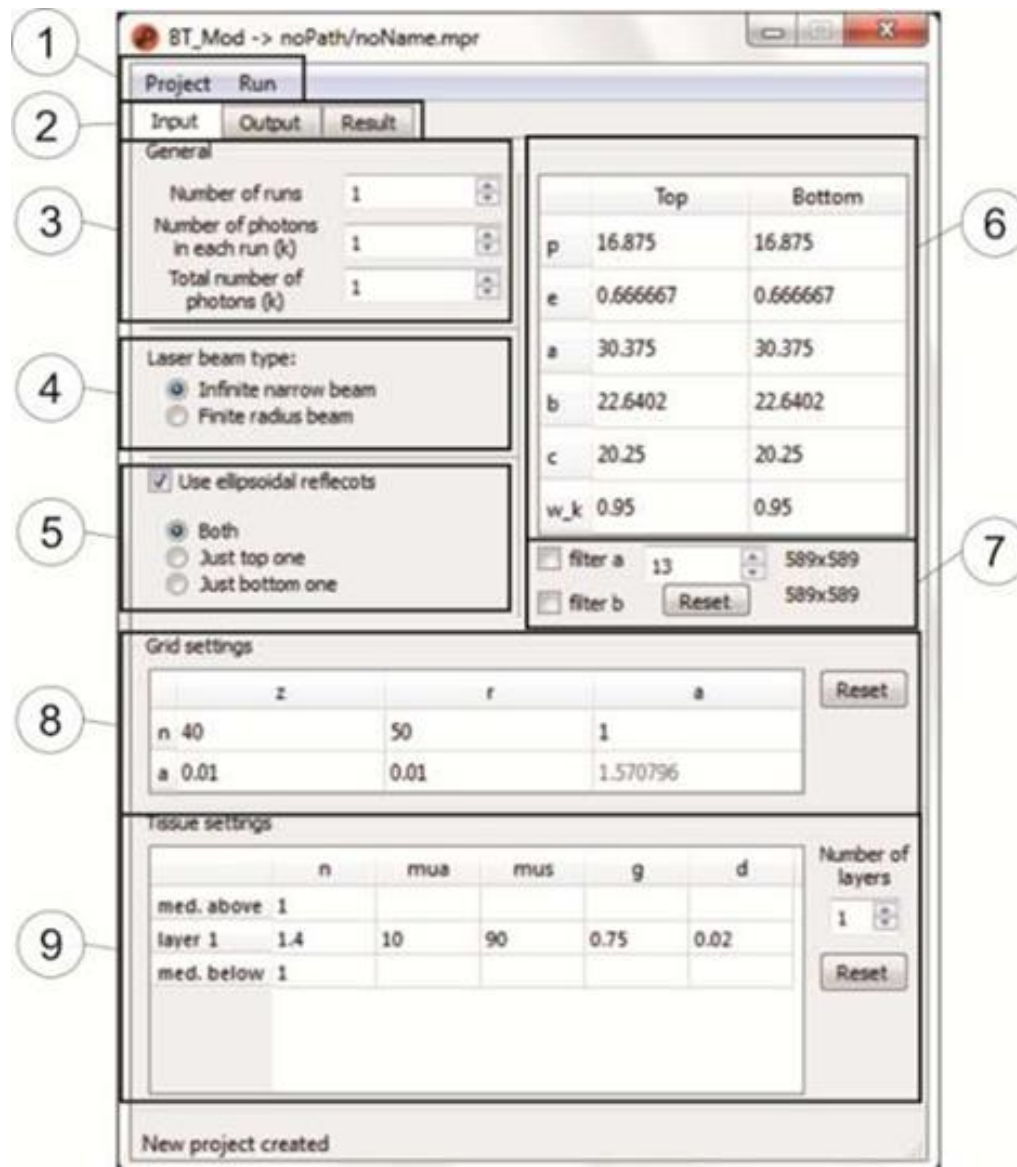 BT_Mod -> noPath/noName.mpr
1
Project Run
2
Input Output Result
General
3
Number of runs 1
Number of photons
in each run (k) 1
Total number of
photons (k) 1
4
Laser beam type:
Infinite narrow beam
Finite radius beam
5
Use ellipsoidal reflecots
Both
Just top one
Just bottom one
6
Top Bottom
p 16.875 16.875
e 0.666667 0.666667
a 30.375 30.375
b 22.6402 22.6402
c 20.25 20.25
w_k 0.95 0.95
7
filter a 13 589x589
filter b Reset 589x589
8
Grid settings
z r a Reset
n 40 50 1
a 0.01 0.01 1.570796
9
Tissue settings
n mua mus g d
med. above 1
layer 1 1.4 10 90 0.75 0.02
med. below 1
Number of
layers
1
Reset
New project created